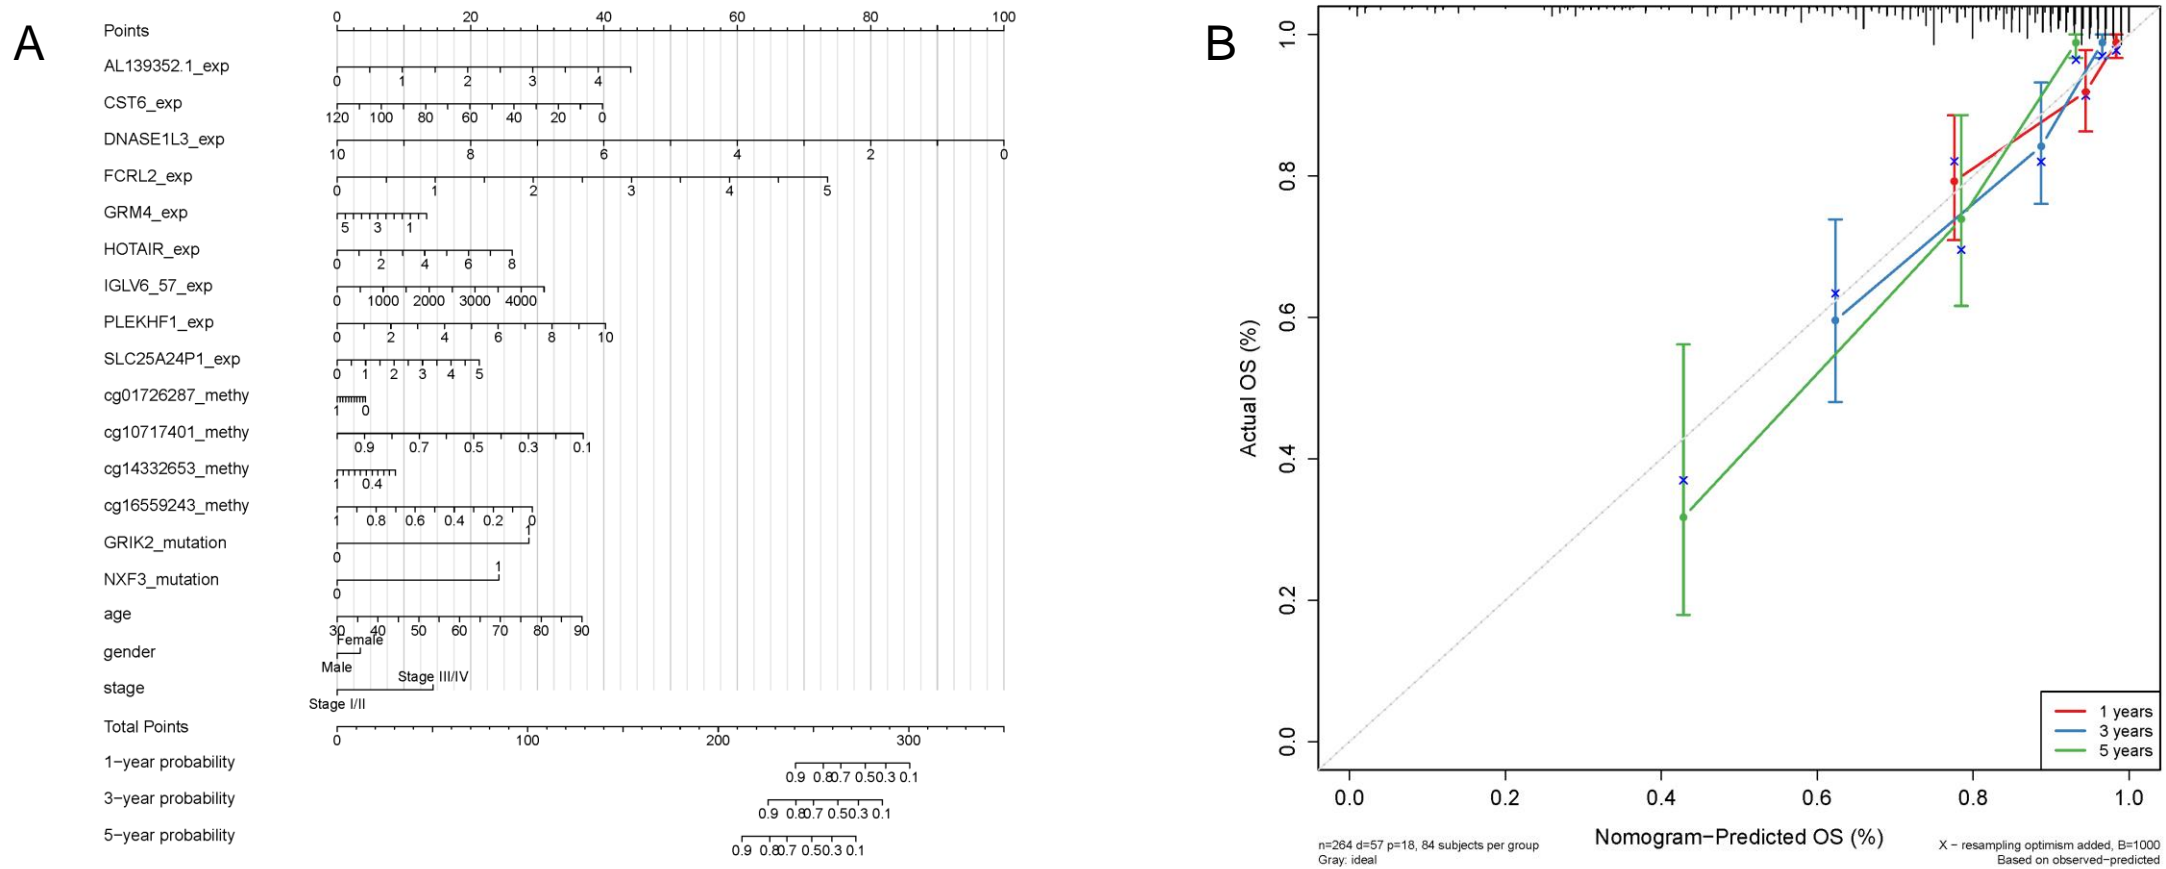 A
Points
0 20 40 60 80 100
AL139352.1_exp
0 1 2 3 4
CST6_exp
120 100 80 60 40 20 0
DNASE1L3_exp
10 8 6 4 2 0
FCRL2_exp
0 1 2 3 4 5
GRM4_exp
5 3 1
HOTAIR_exp
0 2 4 6 8
IGLV6_57_exp
0 1000 2000 3000 4000
PLEKHF1_exp
0 2 4 6 8 10
SLC25A24P1_exp
0 1 2 3 4 5
cg01726287_methy
1 0
cg10717401_methy
0.9 0.7 0.5 0.3 0.1
cg14332653_methy
1 0.4
cg16559243_methy
1 0.8 0.6 0.4 0.2 0
GRIK2_mutation
1
0
NXF3_mutation
1
0
age
30 40 50 60 70 80 90
gender
Female
Male
stage
Stage III/IV
Stage I/II
Total Points
0 100 200 300
1−year probability
0.9 0.8 0.7 0.5 0.3 0.1
3−year probability
0.9 0.8 0.7 0.5 0.3 0.1
5−year probability
0.9 0.8 0.7 0.5 0.3 0.1
B
Actual OS (%)
1.0
0.8
0.6
0.4
0.2
0.0
1 years
3 years
5 years
0.0 0.2 0.4 0.6 0.8 1.0
Nomogram−Predicted OS (%)
n=264 d=57 p=18, 84 subjects per group
Gray: ideal
X − resampling optimism added, B=1000
Based on observed−predicted